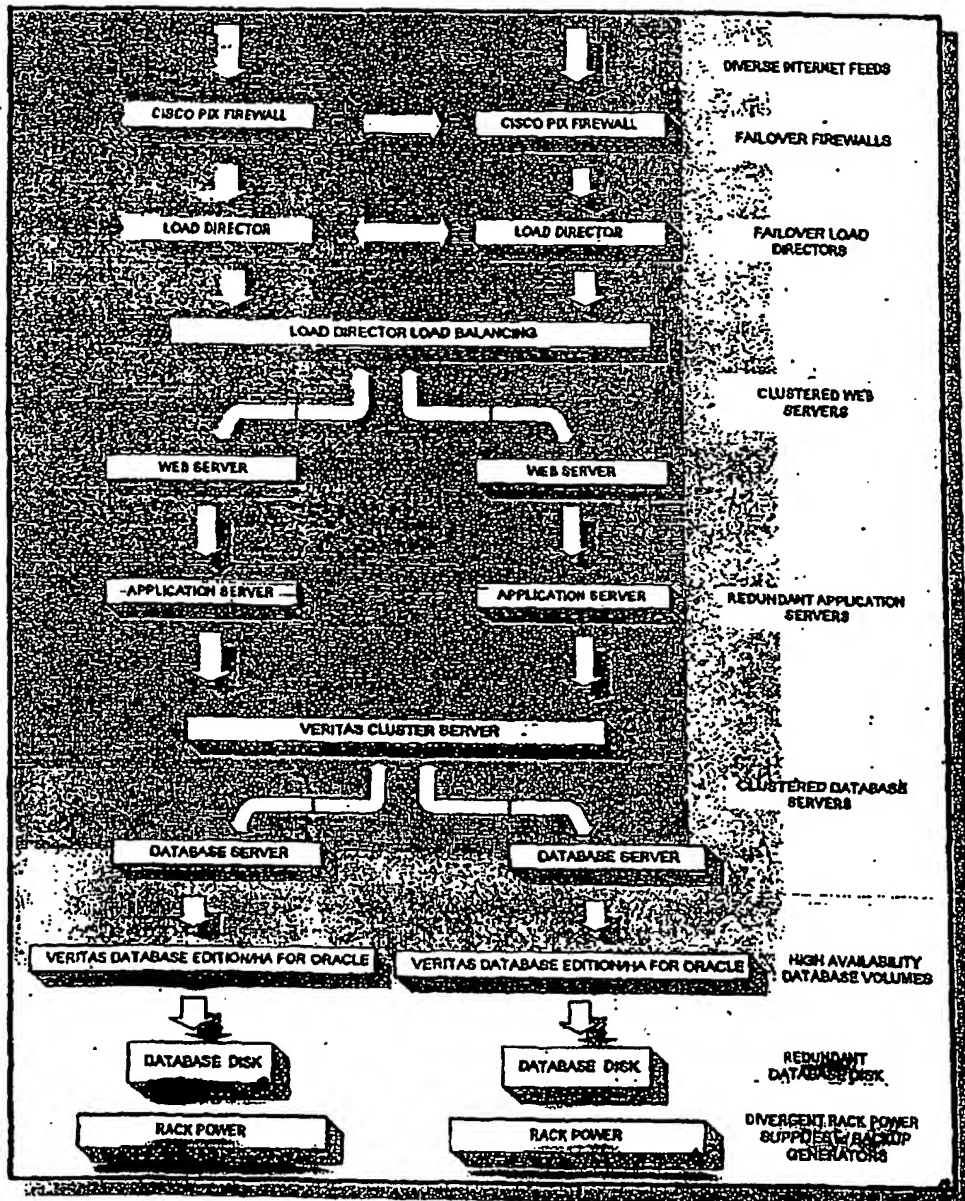 DIVERSE INTERNET FEEDS
CISCO PIX FIREWALL
CISCO PIX FIREWALL
FAILOVER FIREWALLS
LOAD DIRECTOR
LOAD DIRECTOR
FAILOVER LOAD
DIRECTORS
LOAD DIRECTOR LOAD BALANCING
CLUSTERED WEB
SERVERS
WEB SERVER
WEB SERVER
APPLICATION SERVER
APPLICATION SERVER
REDUNDANT APPLICATION
SERVERS
VERITAS CLUSTER SERVER
CLUSTERED DATABASE
SERVERS
DATABASE SERVER
DATABASE SERVER
VERITAS DATABASE EDITION/HA FOR ORACLE
VERITAS DATABASE EDITION/HA FOR ORACLE
HIGH AVAILABILITY
DATABASE VOLUMES
DATABASE DISK
DATABASE DISK
REDUNDANT
DATABASE DISK
RACK POWER
RACK POWER
DIVERGENT RACK POWER
BACKUP
GENERATORS